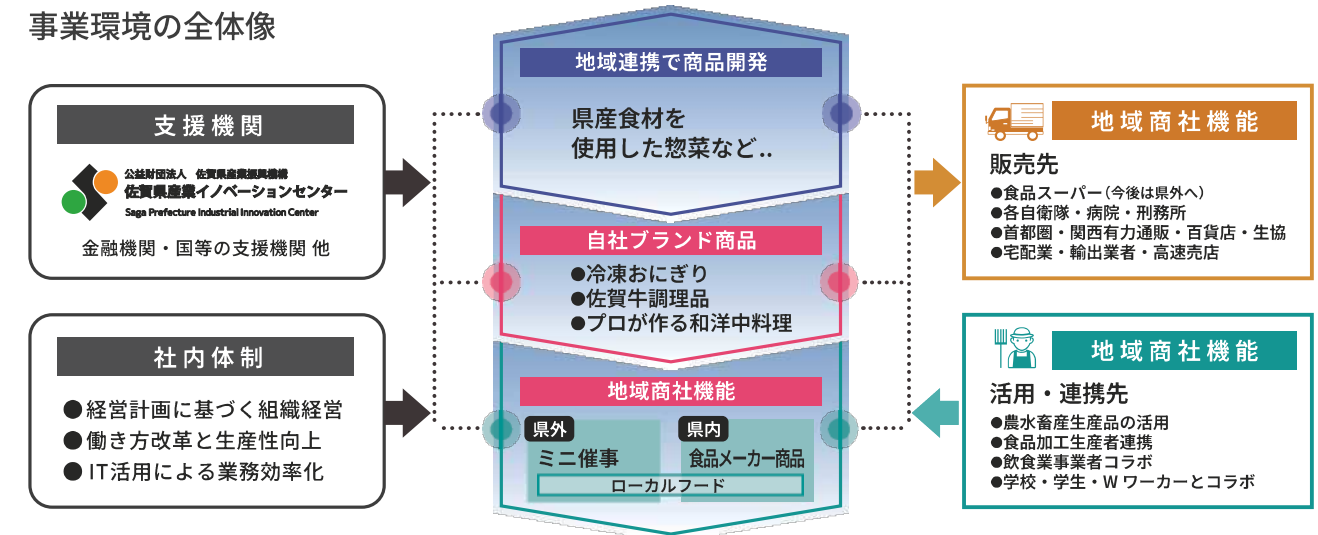 事業環境の全体像
支援機関
公益財団法人 佐賀県産業振興機構
佐賀県産業イノベーションセンター
Saga Prefecture Industrial Innovation Center
金融機関・国等の支援機関 他
社内体制
●経営計画に基づく組織経営
●働き方改革と生産性向上
●IT活用による業務効率化
地域連携で商品開発
県産食材を
使用した惣菜など..
自社ブランド商品
●冷凍おにぎり
●佐賀牛調理品
●プロが作る和洋中料理
地域商社機能
県外
ミニ催事
県内
食品メーカー商品
ローカルフード
地域商社機能
販売先
●食品スーパー（今後は県外へ）
●各自衛隊・病院・刑務所
●首都圏・関西有力通販・百貨店・生協
●宅配業・輸出業者・高速売店
地域商社機能
活用・連携先
●農水畜産生産品の活用
●食品加工生産者連携
●飲食業事業者コラボ
●学校・学生・Wワーカーとコラボ